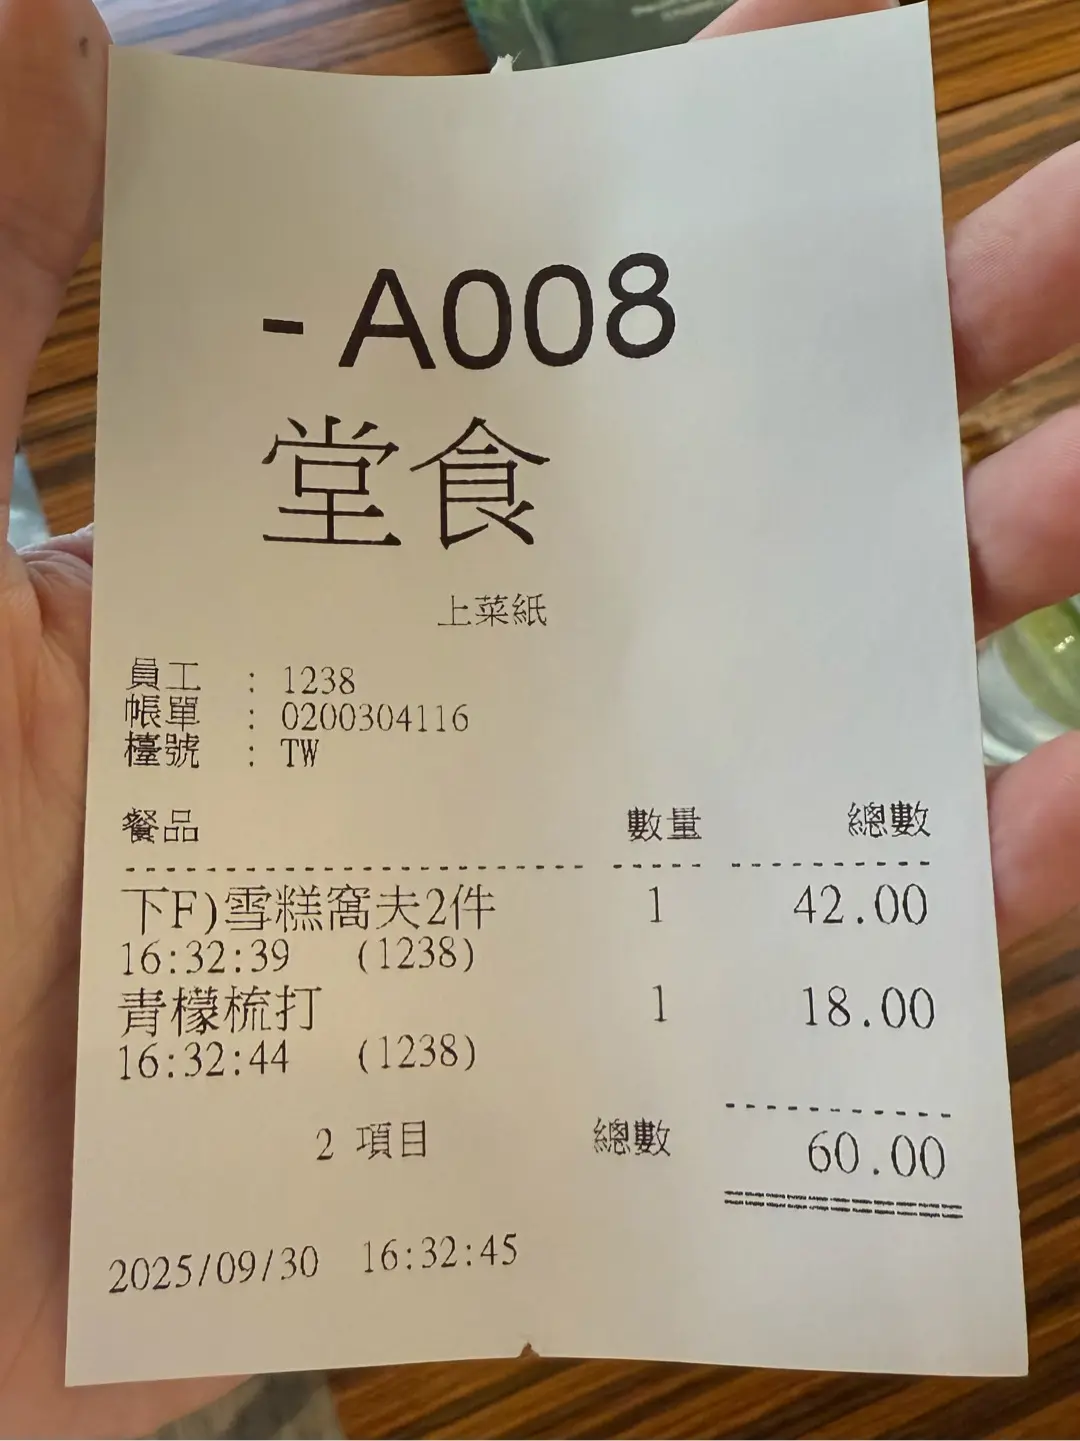 - A008
堂食
上菜紙
員工 : 1238
帳單 : 0200304116
檯號 : TW
餐品 數量 總數
下F)雪糕窩夫2件 1 42.00
16:32:39 (1238)
青檬梳打 1 18.00
16:32:44 (1238)
2 項目 總數 60.00
2025/09/30 16:32:45